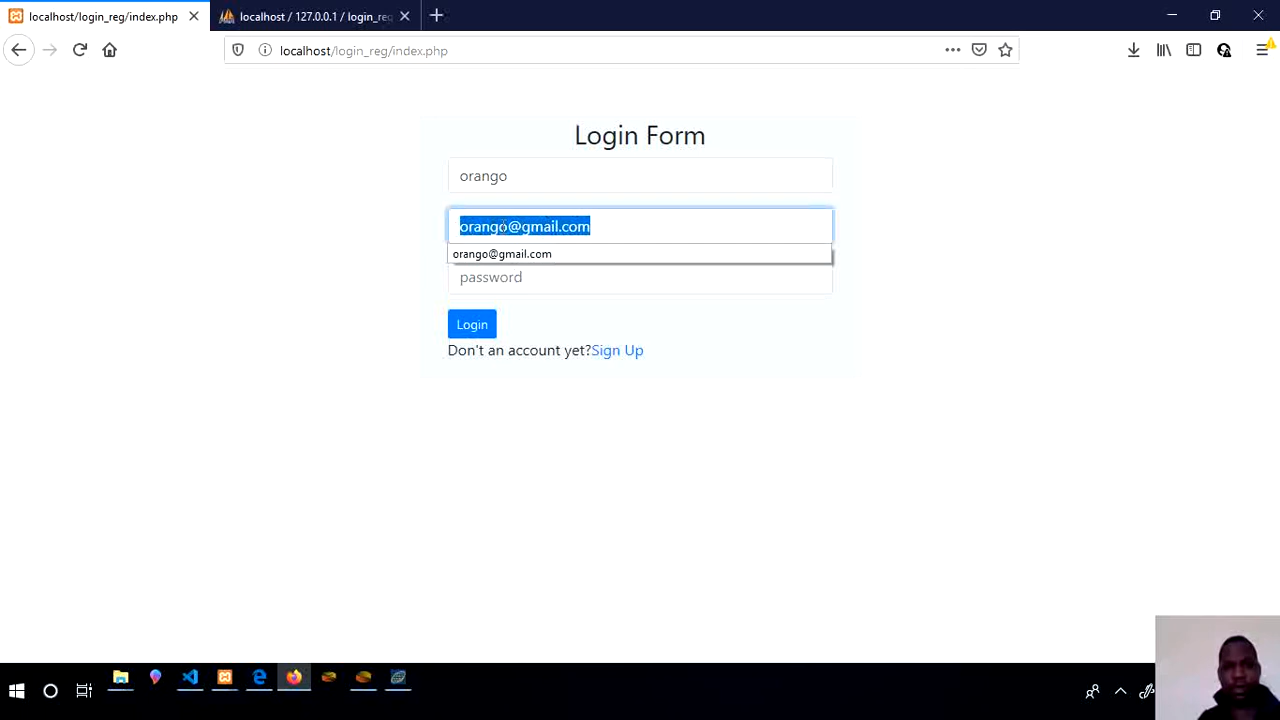 localhost/login_reg/index.php
localhost / 127.0.0.1 / login_reg
localhost/login_reg/index.php
Login Form
orango
orango@gmail.com
orango@gmail.com
password
Login
Don't an account yet?Sign Up